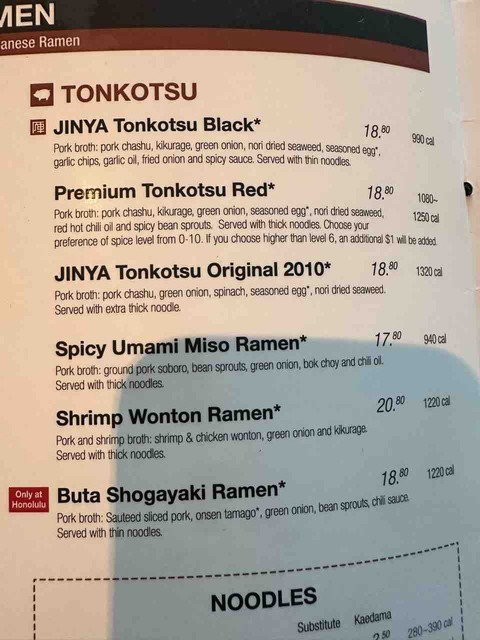 MEN
anese Ramen
TONKOTSU
JINYA Tonkotsu Black* 18.80 990 cal
Pork broth: pork chashu, kikurage, green onion, nori dried seaweed, seasoned egg*,
garlic chips, garlic oil, fried onion and spicy sauce. Served with thin noodles.
Premium Tonkotsu Red* 18.80 1080~
1250 cal
Pork broth: pork chashu, kikurage, green onion, seasoned egg*, nori dried seaweed,
red hot chili oil and spicy bean sprouts. Served with thick noodles. Choose your
preference of spice level from 0-10. If you choose higher than level 6, an additional $1 will be added.
JINYA Tonkotsu Original 2010* 18.80 1320 cal
Pork broth: pork chashu, green onion, spinach, seasoned egg*, nori dried seaweed.
Served with extra thick noodle.
Spicy Umami Miso Ramen* 17.80 940 cal
Pork broth: ground pork soboro, bean sprouts, green onion, bok choy and chili oil.
Served with thick noodles.
Shrimp Wonton Ramen* 20.80 1220 cal
Pork and shrimp broth: shrimp & chicken wonton, green onion and kikurage.
Served with thick noodles.
Only at
Honolulu
Buta Shogayaki Ramen* 18.80 1220 cal
Pork broth: Sauteed sliced pork, onsen tamago*, green onion, bean sprouts, chili sauce.
Served with thin noodles.
NOODLES
Substitute Kaedama
280~390 cal